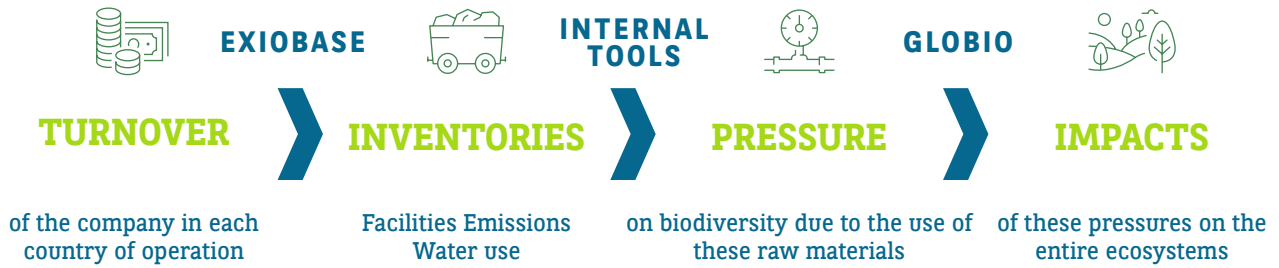 EXIOBASE
INTERNAL
TOOLS
GLOBIO
TURNOVER
INVENTORIES
PRESSURE
IMPACTS
of the company in each
country of operation
Facilities Emissions
Water use
on biodiversity due to the use of
these raw materials
of these pressures on the
entire ecosystems